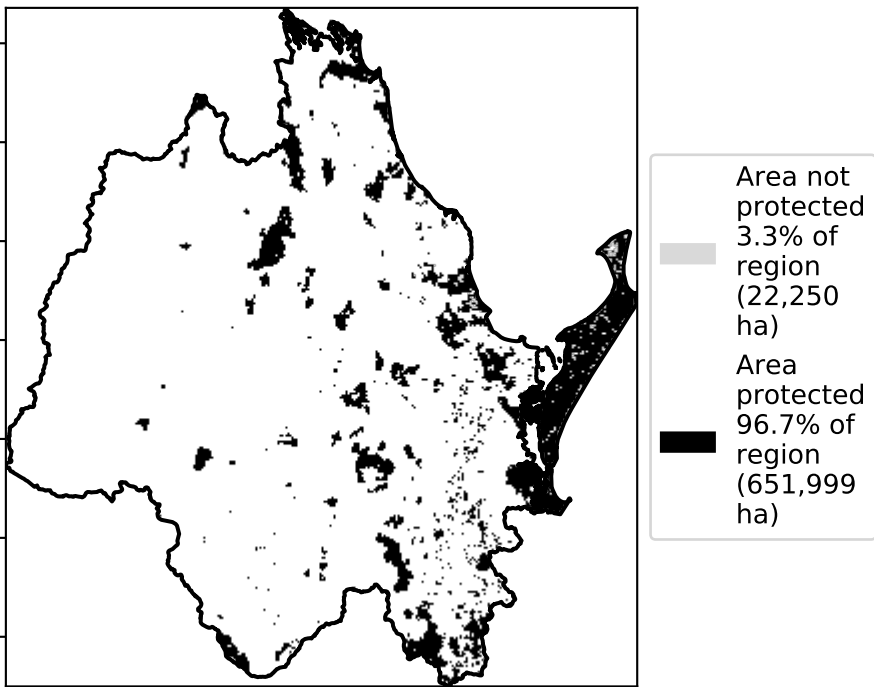 Area not
protected
3.3% of
region
(22,250
ha)
Area
protected
96.7% of
region
(651,999
ha)